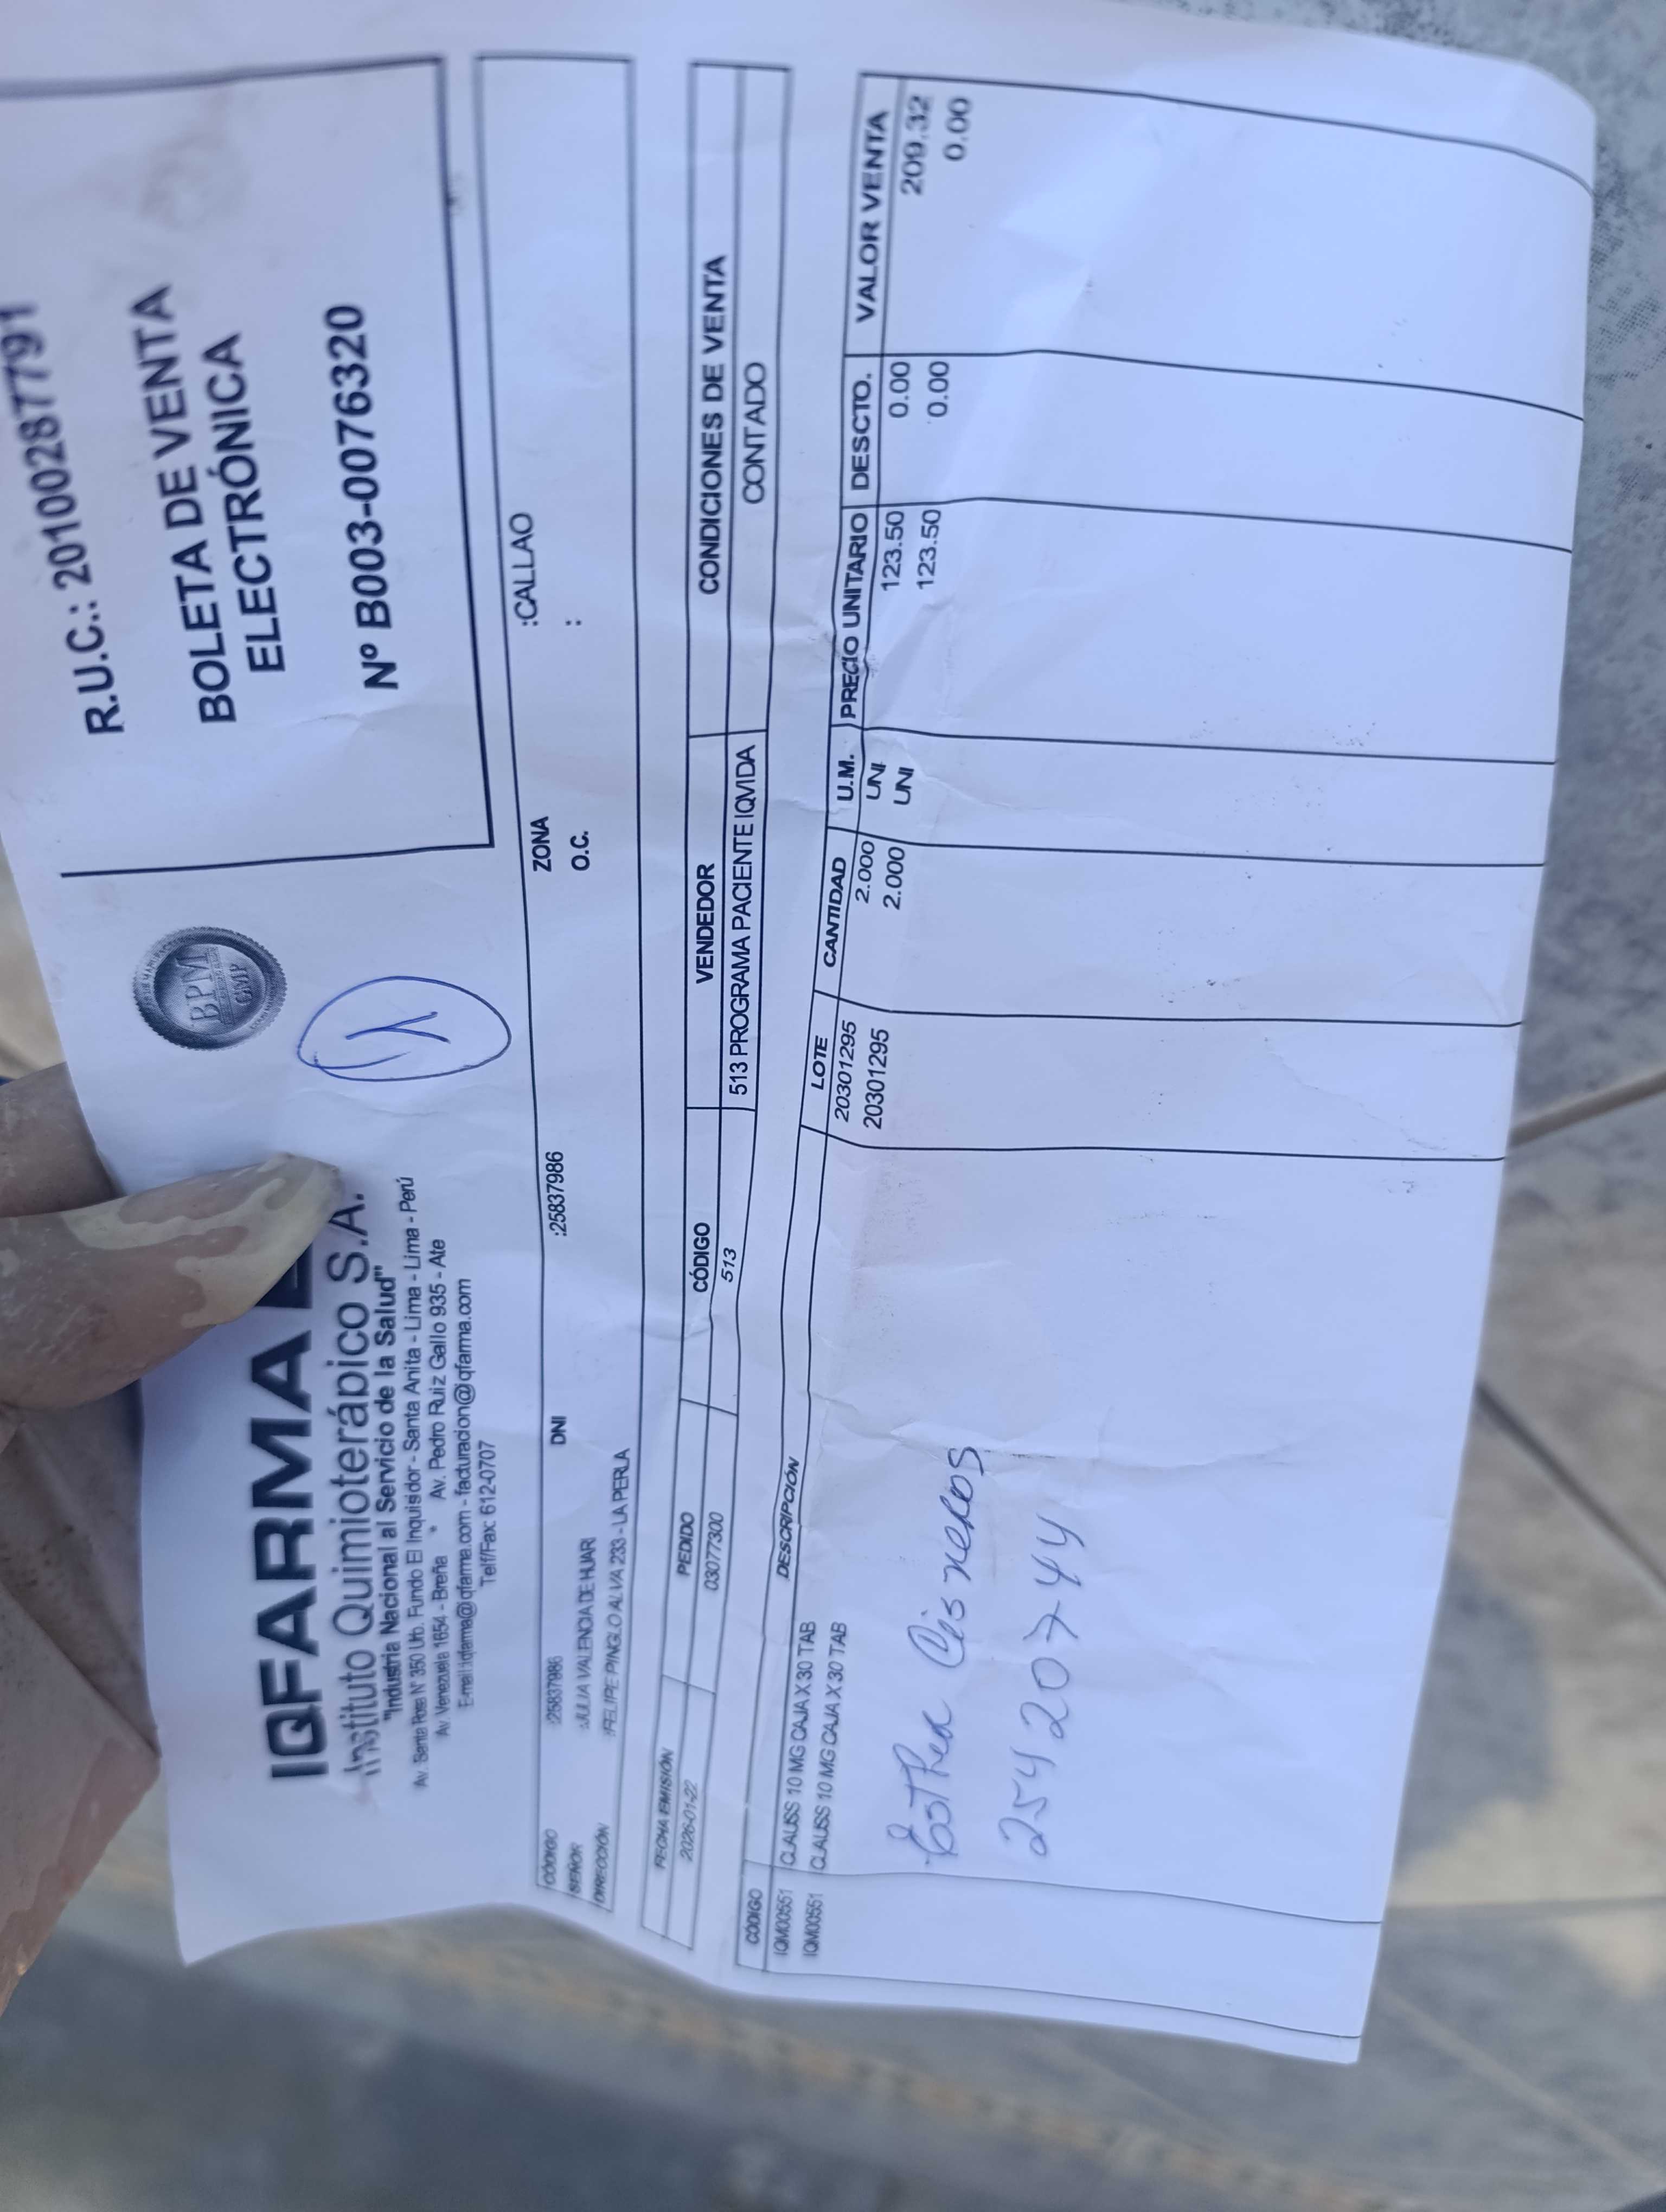 IQFARMA
Instituto Quimioterápico S.A.
"Industria Nacional al Servicio de la Salud"
Av. Santa Rosa N° 350 Urb. Fundo El Inquisidor - Santa Anita - Lima - Lima - Perú
Av. Venezuela 1654 - Breña * Av. Pedro Ruiz Gallo 935 - Ate
E-mail:iqfarma@qfarma.com - facturacion@qfarma.com
Telf/Fax: 612-0707
BPM
GMP
R.U.C.: 20100287791
BOLETA DE VENTA
ELECTRÓNICA
Nº B003-0076320
CÓDIGO :25837986 DNI :25837986 ZONA :CALLAO
SEÑOR :JULIA VALENCIA DE HUAR O.C. :
DIRECCIÓN :FELIPE PINGLO ALVA 233 - LA PERLA
FECHA EMISIÓN PEDIDO CÓDIGO VENDEDOR CONDICIONES DE VENTA
2026-01-22 03077300 513 513 PROGRAMA PACIENTE IQVIDA CONTADO
CÓDIGO DESCRIPCIÓN LOTE CANTIDAD U.M. PRECIO UNITARIO DESCTO. VALOR VENTA
IQM00551 CLAUSS 10 MG CAJA X 30 TAB 20301295 2.000 UNI 123.50 0.00 209.32
IQM00551 CLAUSS 10 MG CAJA X 30 TAB 20301295 2.000 UNI 123.50 0.00 0.00
Esther Cisneros
25420744